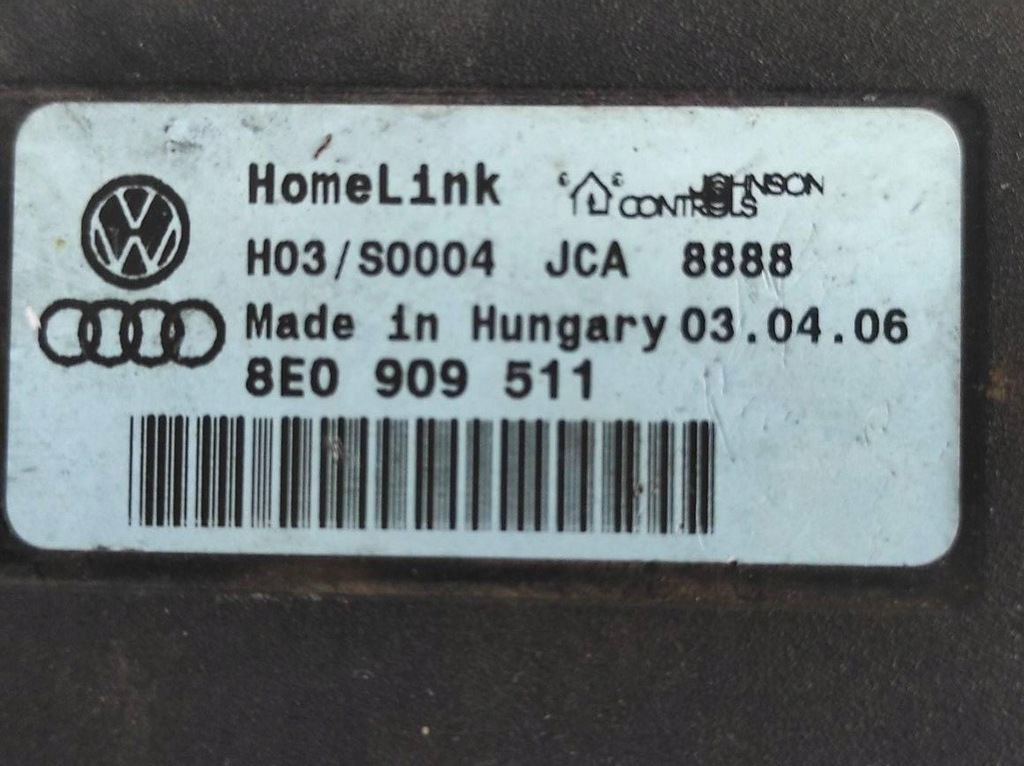 HomeLink JOHNSON CONTROLS
H03/S0004 JCA 8888
Made in Hungary 03.04.06
8E0 909 511